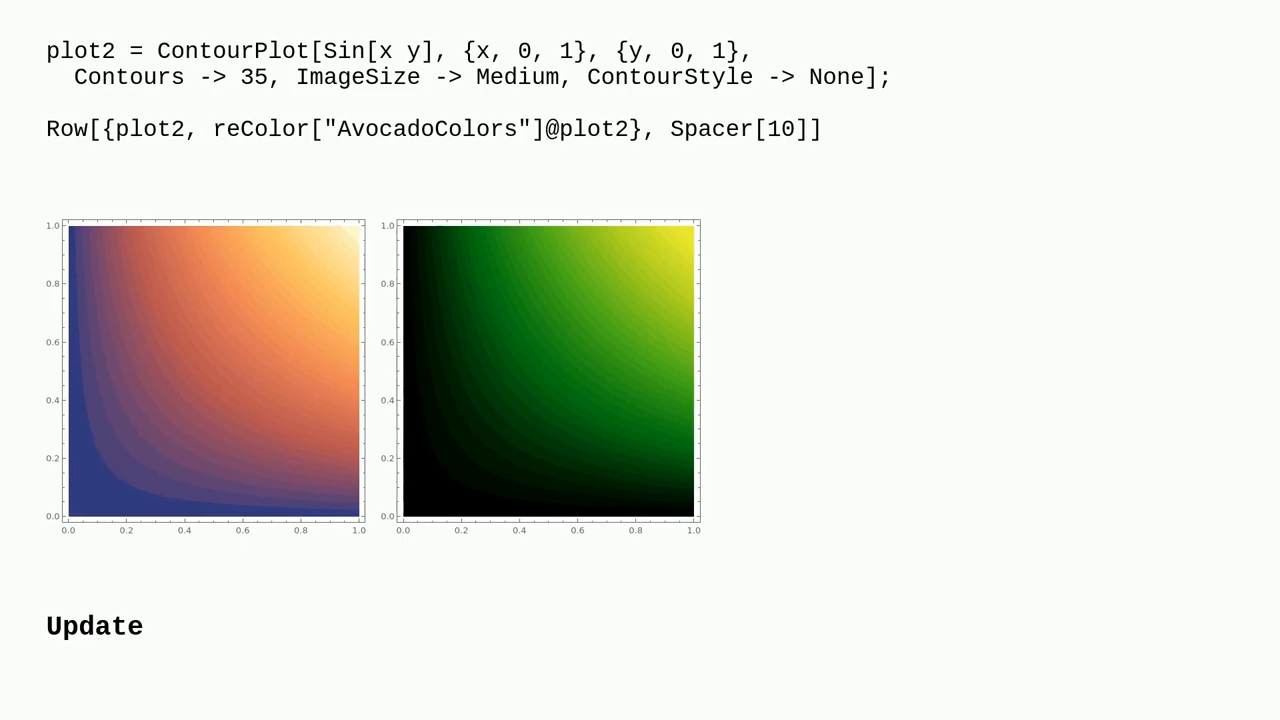 plot2 = ContourPlot[Sin[x y], {x, 0, 1}, {y, 0, 1},
Contours -> 35, ImageSize -> Medium, ContourStyle -> None];
Row[{plot2, reColor["AvocadoColors"]@plot2}, Spacer[10]]
1.0
0.8
0.6
0.4
0.2
0.0
0.0 0.2 0.4 0.6 0.8 1.0
1.0
0.8
0.6
0.4
0.2
0.0
0.0 0.2 0.4 0.6 0.8 1.0
Update